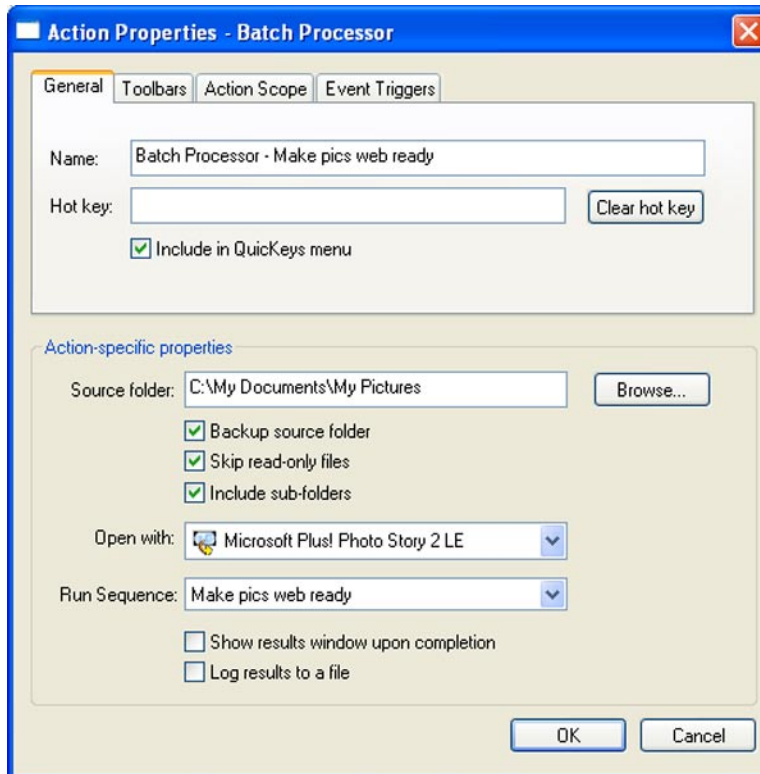 Action Properties - Batch Processor
General Toolbars Action Scope Event Triggers
Name: Batch Processor - Make pics web ready
Hot key: Clear hot key
Include in QuicKeys menu
Action-specific properties
Source folder: C:\My Documents\My Pictures Browse...
Backup source folder
Skip read-only files
Include sub-folders
Open with: Microsoft Plus! Photo Story 2 LE
Run Sequence: Make pics web ready
Show results window upon completion
Log results to a file
OK Cancel